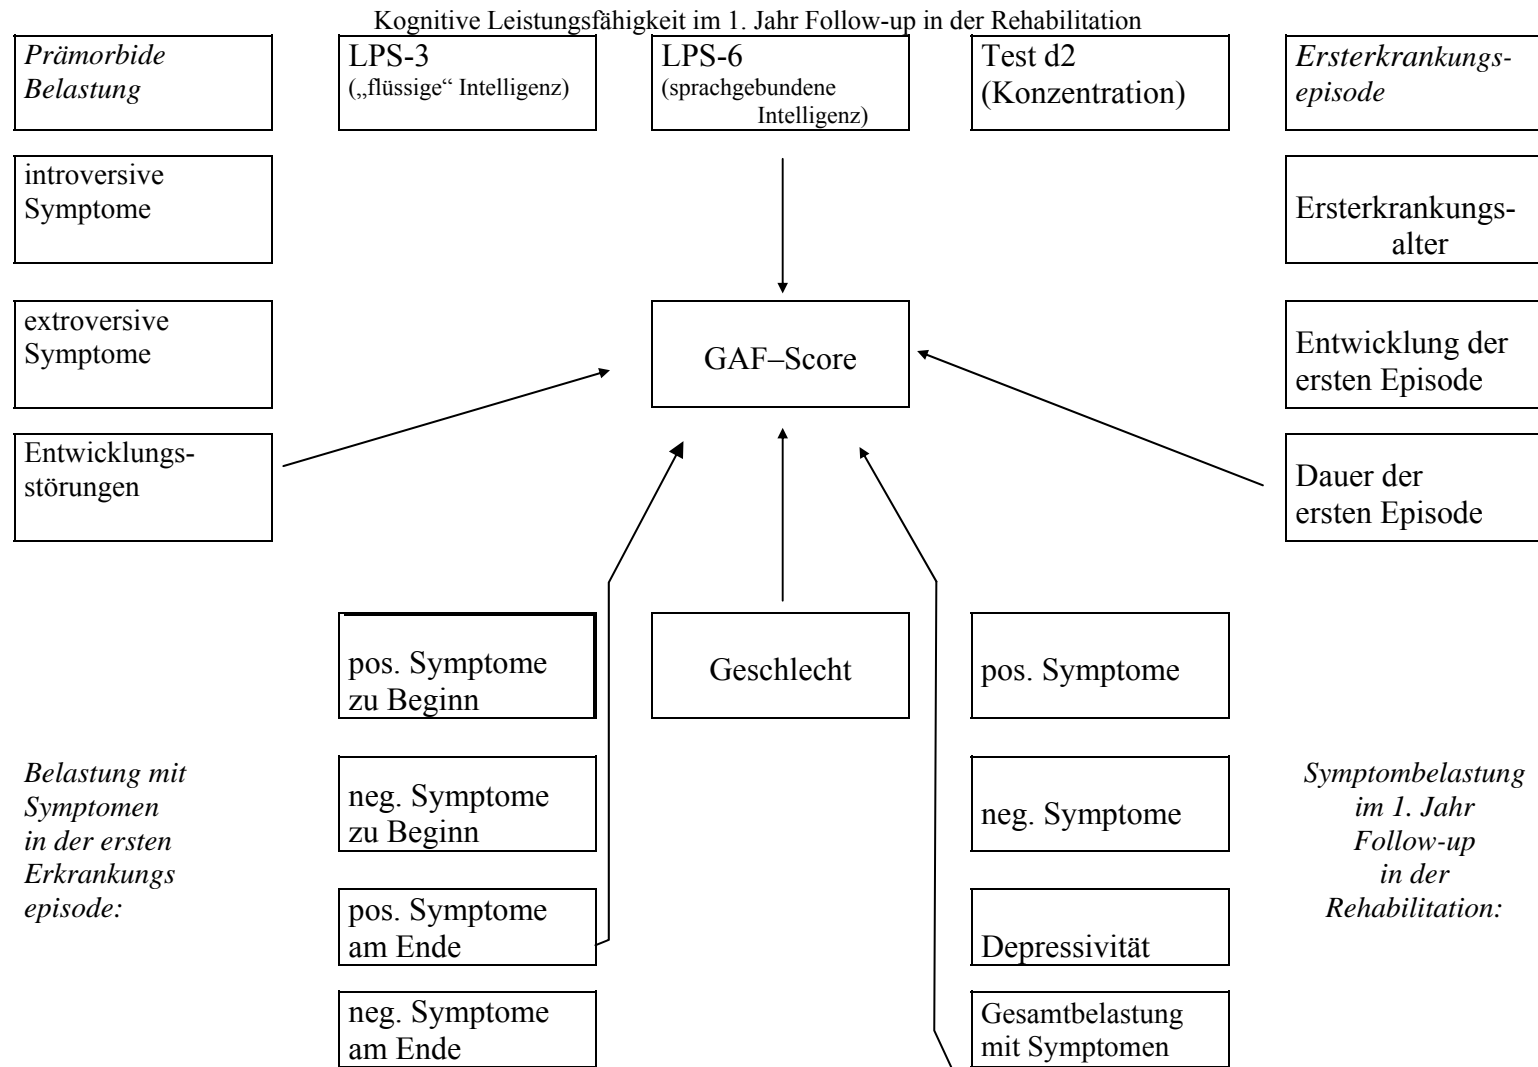 Kognitive Leistungsfähigkeit im 1. Jahr Follow-up in der Rehabilitation
Prämorbide
Belastung
LPS-3
(„flüssige“ Intelligenz)
LPS-6
(sprachgebundene
Intelligenz)
Test d2
(Konzentration)
Ersterkrankungs-
episode
introversive
Symptome
Ersterkrankungs-
alter
extroversive
Symptome
GAF–Score
Entwicklung der
ersten Episode
Entwicklungs-
störungen
Dauer der
ersten Episode
pos. Symptome
zu Beginn
Geschlecht
pos. Symptome
Belastung mit
Symptomen
in der ersten
Erkrankungs
episode:
neg. Symptome
zu Beginn
neg. Symptome
Symptombelastung
im 1. Jahr
Follow-up
in der
Rehabilitation:
pos. Symptome
am Ende
Depressivität
neg. Symptome
am Ende
Gesamtbelastung
mit Symptomen